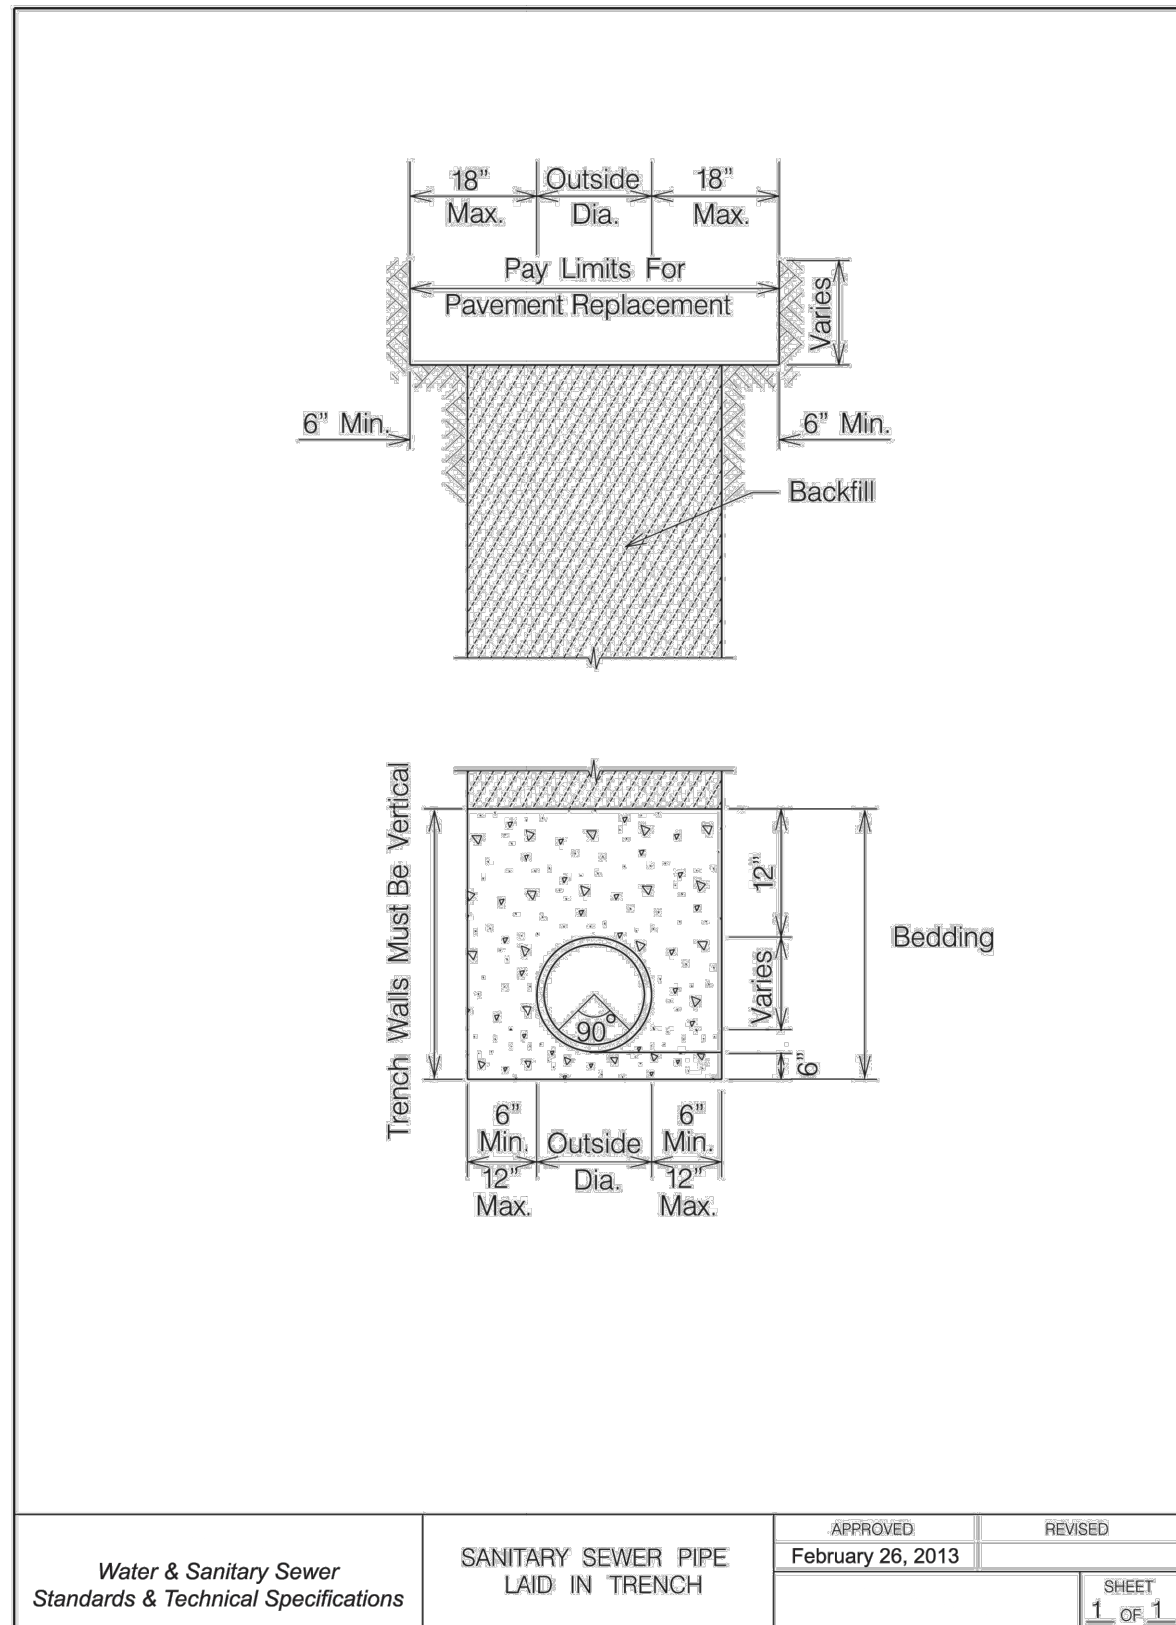 18” Outside 18”
Max. Dia. Max.
Pay Limits For
Pavement Replacement
Varies
6” Min. 6” Min.
Backfill
Trench Walls Must Be Vertical
12”
Bedding
Varies
90°
6”
6” 6”
Min. Outside Min.
12” Dia. 12”
Max. Max.
Water & Sanitary Sewer
Standards & Technical Specifications
SANITARY SEWER PIPE
LAID IN TRENCH
APPROVED REVISED
February 26, 2013
SHEET
1 OF 1